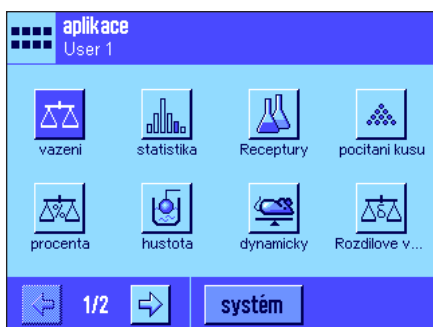 aplikace
User 1
vazeni statistika Receptury pocitani kusu
procenta hustota dynamicky Rozdilove v...
1/2 systém